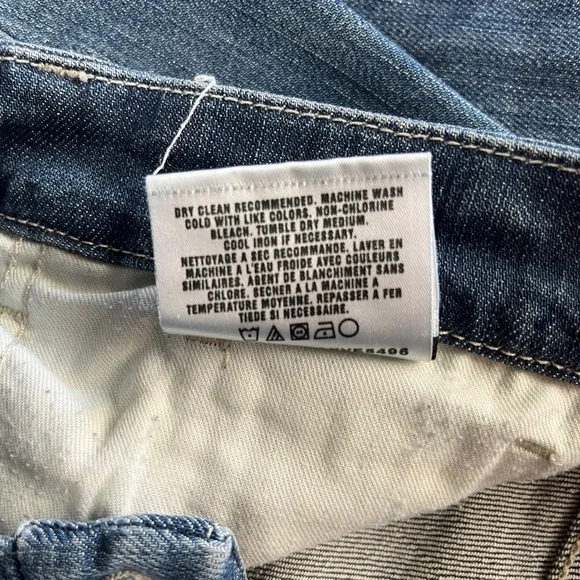 DRY CLEAN RECOMMENDED. MACHINE WASH
COLD WITH LIKE COLORS. NON-CHLORINE
BLEACH. TUMBLE DRY MEDIUM.
COOL IRON IF NECESSARY.
NETTOYAGE A SEC RECOMMANDE. LAVER EN
MACHINE A L'EAU FROIDE AVEC COULEURS
SIMILAIRES. AGENT DE BLANCHIMENT SANS
CHLORE. SECHER A LA MACHINE A
TEMPERATURE MOYENNE. REPASSER A FER
TIEDE SI NECESSAIRE.